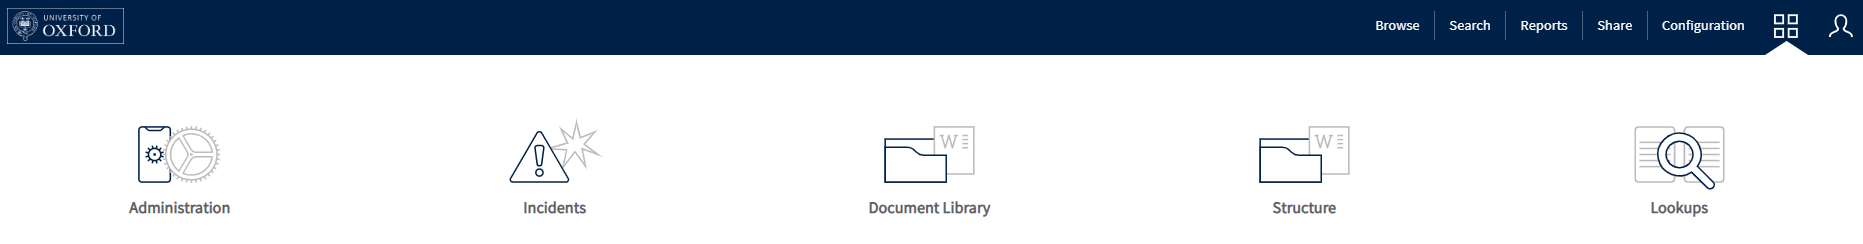 UNIVERSITY OF
OXFORD
Browse
Search
Reports
Share
Configuration
W
W
Administration
Incidents
Document Library
Structure
Lookups